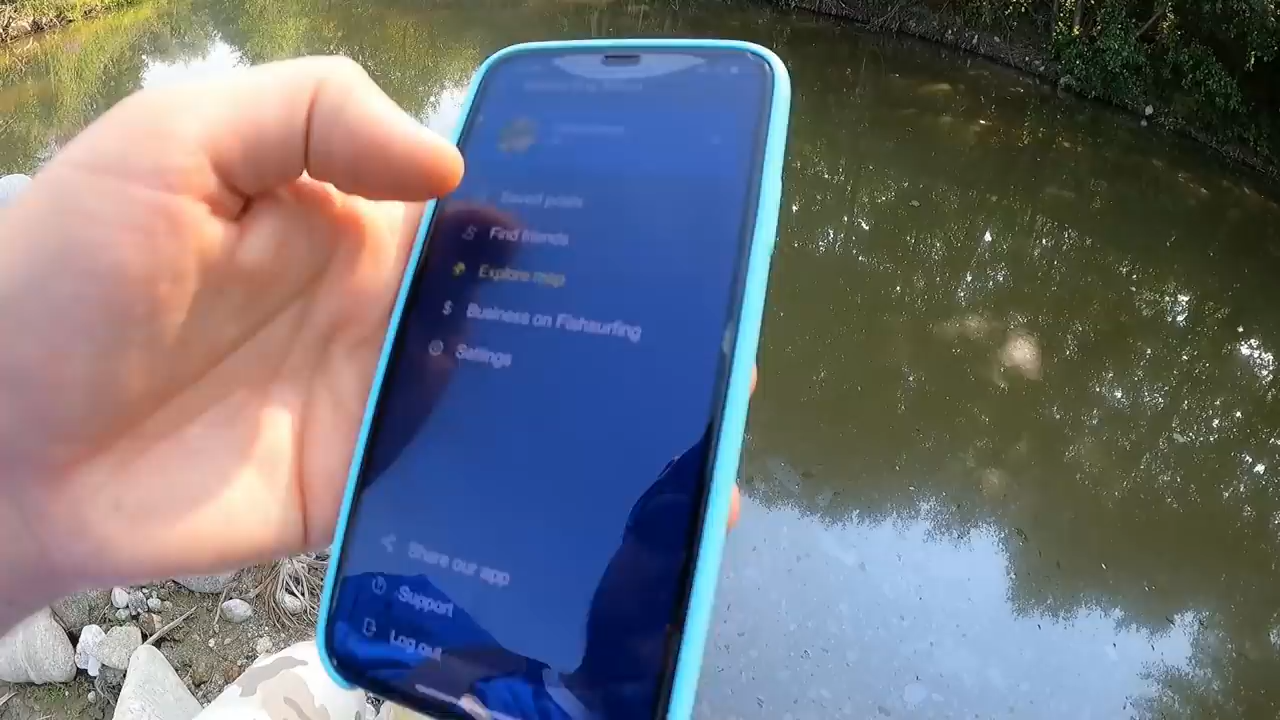 Saved posts
Find friends
Explore map
Business on Fishsurfing
Settings
Share our app
Support
Log out